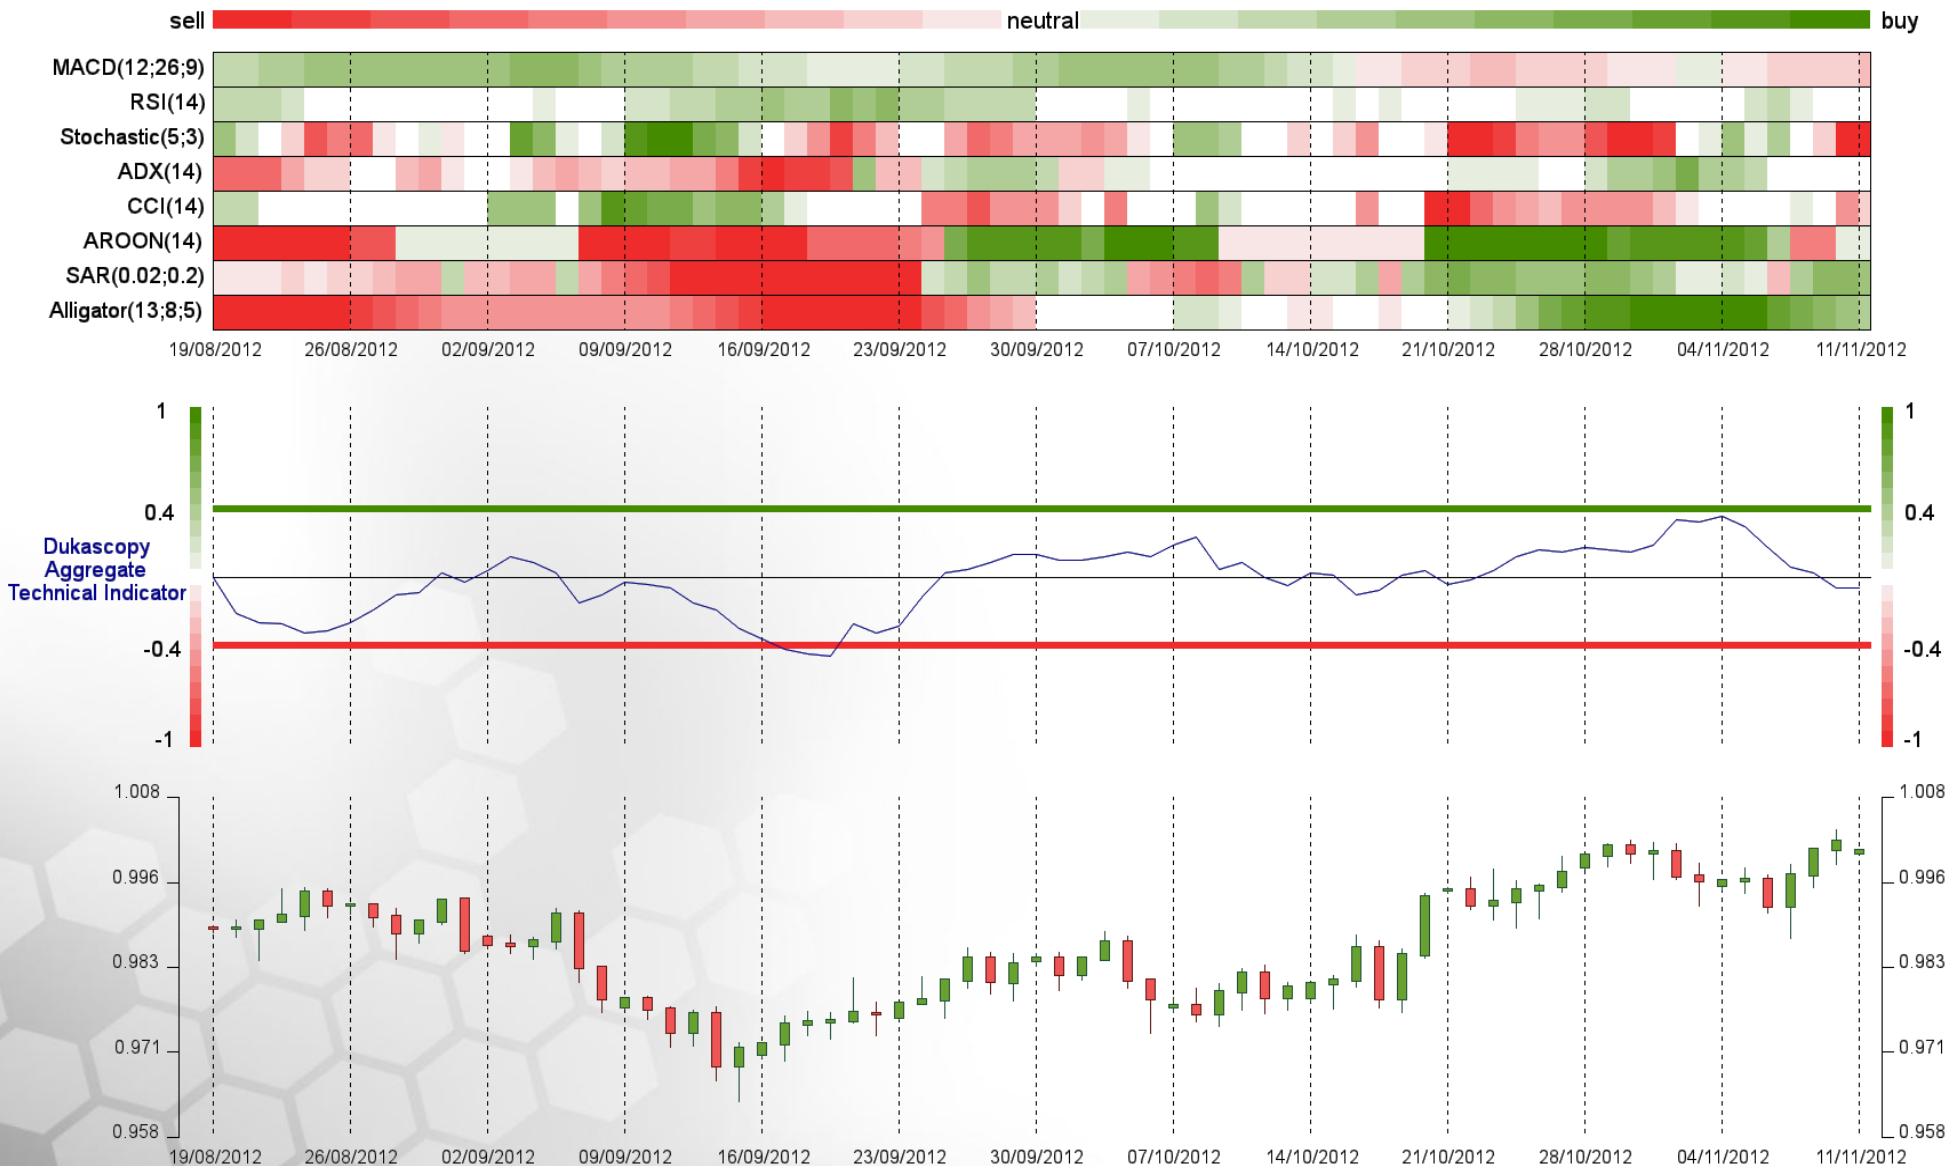 sell neutral buy
MACD(12;26;9)
RSI(14)
Stochastic(5;3)
ADX(14)
CCI(14)
AROON(14)
SAR(0.02;0.2)
Alligator(13;8;5)
19/08/2012 26/08/2012 02/09/2012 09/09/2012 16/09/2012 23/09/2012 30/09/2012 07/10/2012 14/10/2012 21/10/2012 28/10/2012 04/11/2012 11/11/2012
1 1
0.4 0.4
Dukascopy
Aggregate
Technical Indicator
-0.4 -0.4
-1 -1
1.008 1.008
0.996 0.996
0.983 0.983
0.971 0.971
0.958 0.958
19/08/2012 26/08/2012 02/09/2012 09/09/2012 16/09/2012 23/09/2012 30/09/2012 07/10/2012 14/10/2012 21/10/2012 28/10/2012 04/11/2012 11/11/2012